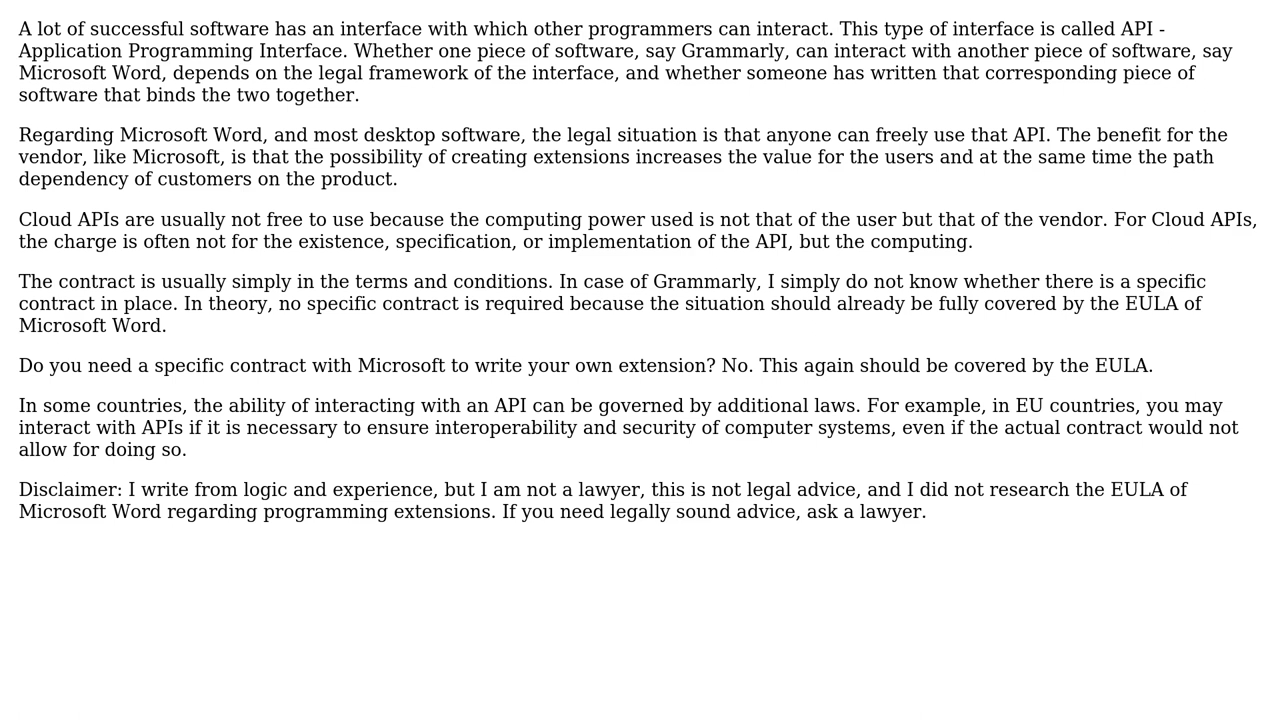 A lot of successful software has an interface with which other programmers can interact. This type of interface is called API -
Application Programming Interface. Whether one piece of software, say Grammarly, can interact with another piece of software, say
Microsoft Word, depends on the legal framework of the interface, and whether someone has written that corresponding piece of
software that binds the two together.
Regarding Microsoft Word, and most desktop software, the legal situation is that anyone can freely use that API. The benefit for the
vendor, like Microsoft, is that the possibility of creating extensions increases the value for the users and at the same time the path
dependency of customers on the product.
Cloud APIs are usually not free to use because the computing power used is not that of the user but that of the vendor. For Cloud APIs,
the charge is often not for the existence, specification, or implementation of the API, but the computing.
The contract is usually simply in the terms and conditions. In case of Grammarly, I simply do not know whether there is a specific
contract in place. In theory, no specific contract is required because the situation should already be fully covered by the EULA of
Microsoft Word.
Do you need a specific contract with Microsoft to write your own extension? No. This again should be covered by the EULA.
In some countries, the ability of interacting with an API can be governed by additional laws. For example, in EU countries, you may
interact with APIs if it is necessary to ensure interoperability and security of computer systems, even if the actual contract would not
allow for doing so.
Disclaimer: I write from logic and experience, but I am not a lawyer, this is not legal advice, and I did not research the EULA of
Microsoft Word regarding programming extensions. If you need legally sound advice, ask a lawyer.